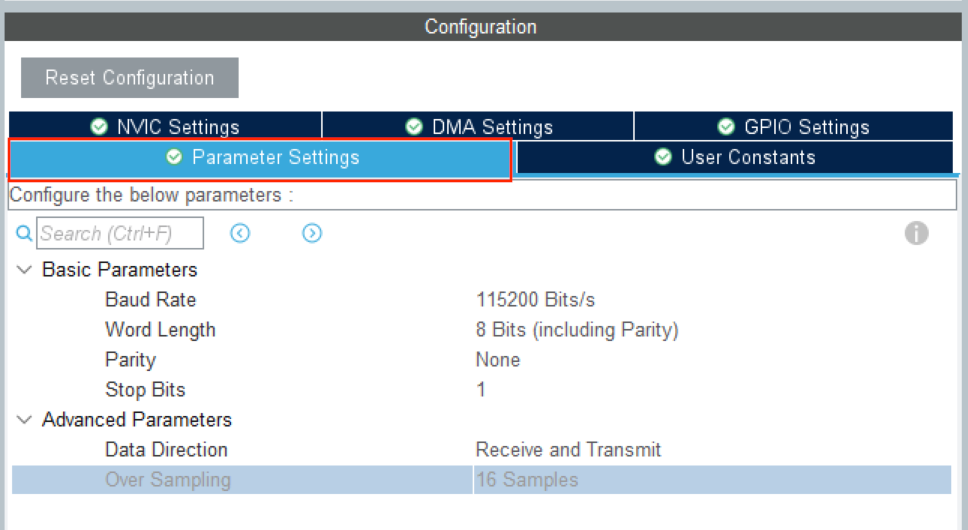 Configuration
Reset Configuration
NVIC Settings DMA Settings GPIO Settings
Parameter Settings User Constants
Configure the below parameters :
Search (Ctrl+F)
Basic Parameters
Baud Rate 115200 Bits/s
Word Length 8 Bits (including Parity)
Parity None
Stop Bits 1
Advanced Parameters
Data Direction Receive and Transmit
Over Sampling 16 Samples